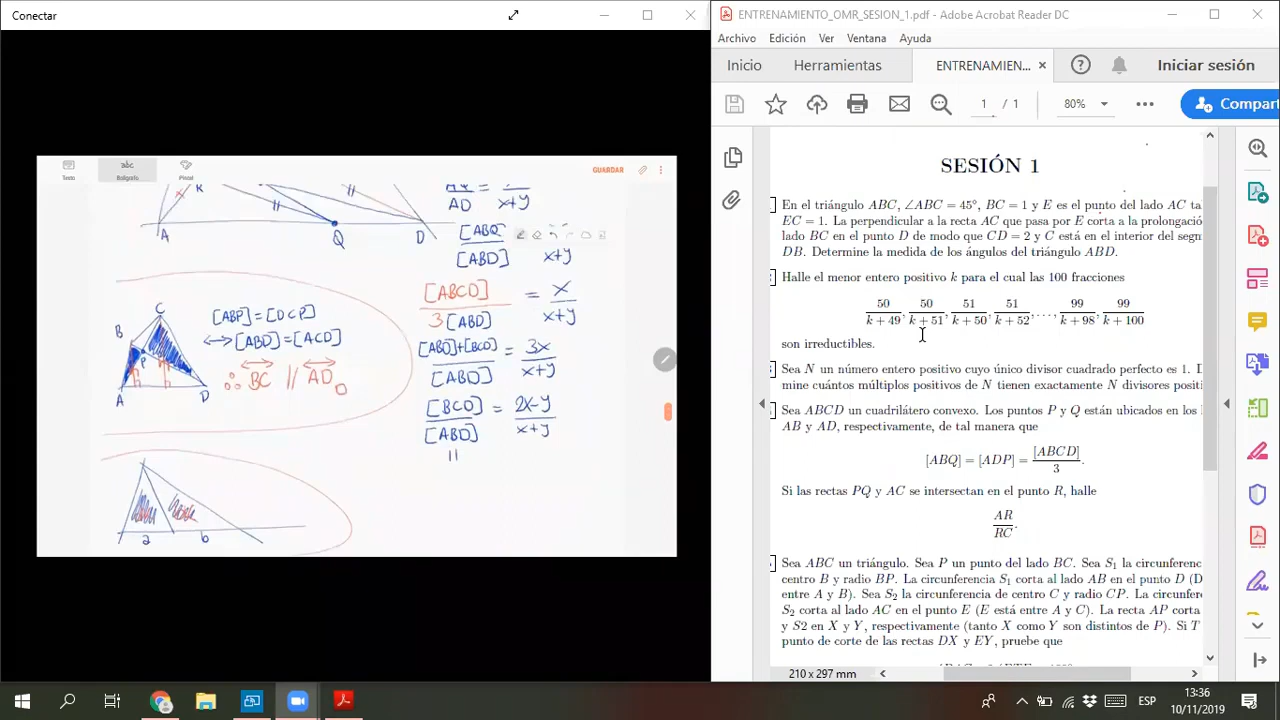 Conectar
ENTRENAMIENTO_OMR_SESION_1.pdf - Adobe Acrobat Reader DC
Archivo Edición Ver Ventana Ayuda
Inicio Herramientas ENTRENAMIEN... × Iniciar sesión
1 / 1 80% Compart
Texto abc Bolígrafo Pincel GUARDAR
R
A Q D
AD x+y
[ABQ]
[ABD] x+y
[ABCD] = x
3[ABD] x+y
[ABD]+[BCD] = 3x
[ABD] x+y
[BCD] = 2x-y
[ABD] x+y
C
B
P
A D
h h
[ABP]=[DCP]
↔ [ABD]=[ACD]
∴ BC // AD
a b
SESIÓN 1
En el triángulo ABC, ∠ABC = 45°, BC = 1 y E es el punto del lado AC ta
EC = 1. La perpendicular a la recta AC que pasa por E corta a la prolongació
lado BC en el punto D de modo que CD = 2 y C está en el interior del segm
DB. Determine la medida de los ángulos del triángulo ABD.
Halle el menor entero positivo k para el cual las 100 fracciones
50 50 51 51 99 99
k + 49, k + 51, k + 50, k + 52, . . . , k + 98, k + 100
son irreductibles.
Sea N un número entero positivo cuyo único divisor cuadrado perfecto es 1. D
mine cuántos múltiplos positivos de N tienen exactamente N divisores positi
Sea ABCD un cuadrilátero convexo. Los puntos P y Q están ubicados en los l
AB y AD, respectivamente, de tal manera que
[ABQ] = [ADP] = [ABCD]
3 .
Si las rectas PQ y AC se intersectan en el punto R, halle
AR
RC .
Sea ABC un triángulo. Sea P un punto del lado BC. Sea S1 la circunferenc
centro B y radio BP. La circunferencia S1 corta al lado AB en el punto D (D
entre A y B). Sea S2 la circunferencia de centro C y radio CP. La circunfere
S2 corta al lado AC en el punto E (E está entre A y C). La recta AP corta
y S2 en X y Y, respectivamente (tanto X como Y son distintos de P). Si T
punto de corte de las rectas DX y EY, pruebe que
210 x 297 mm
ESP
13:36
10/11/2019